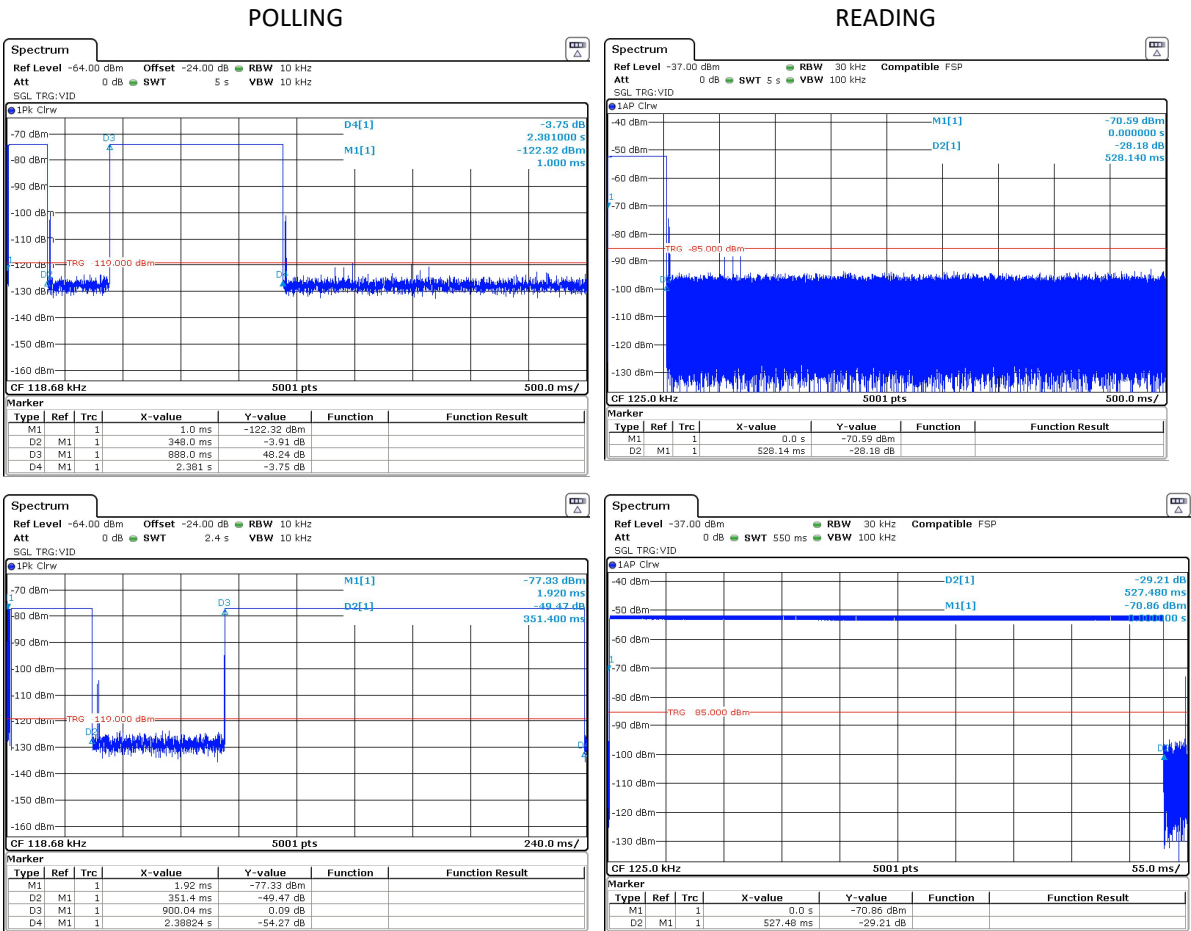 POLLING
READING
Spectrum
Ref Level -64.00 dBm Offset -24.00 dB RBW 10 kHz
Att 0 dB SWT 5 s VBW 10 kHz
SGL TRG:VID
1Pk Clrw
D4[1] -3.75 dB
2.381000 s
M1[1] -122.32 dBm
1.000 ms
-70 dBm
D3
-80 dBm
-90 dBm
-100 dBm
-110 dBm
-120 dBm
TRG -119.000 dBm
-130 dBm
-140 dBm
-150 dBm
-160 dBm
CF 118.68 kHz 5001 pts 500.0 ms/
Marker
Type Ref Trc X-value Y-value Function Function Result
M1 1 1.0 ms -122.32 dBm
D2 M1 1 348.0 ms -3.91 dB
D3 M1 1 888.0 ms 48.24 dB
D4 M1 1 2.381 s -3.75 dB
Spectrum
Ref Level -37.00 dBm RBW 30 kHz Compatible FSP
Att 0 dB SWT 5 s VBW 100 kHz
SGL TRG:VID
1AP Clrw
M1[1] -70.59 dBm
0.000000 s
D2[1] -28.18 dB
528.140 ms
-40 dBm
-50 dBm
-60 dBm
1
-70 dBm
-80 dBm
TRG -85.000 dBm
-90 dBm
-100 dBm
-110 dBm
-120 dBm
-130 dBm
CF 125.0 kHz 5001 pts 500.0 ms/
Marker
Type Ref Trc X-value Y-value Function Function Result
M1 1 0.0 s -70.59 dBm
D2 M1 1 528.14 ms -28.18 dB
Spectrum
Ref Level -64.00 dBm Offset -24.00 dB RBW 10 kHz
Att 0 dB SWT 2.4 s VBW 10 kHz
SGL TRG:VID
1Pk Clrw
M1[1] -77.33 dBm
1.920 ms
D2[1] -49.47 dB
351.400 ms
-70 dBm
1
D3
-80 dBm
-90 dBm
-100 dBm
-110 dBm
-120 dBm
TRG -119.000 dBm
D2
-130 dBm
-140 dBm
-150 dBm
-160 dBm
CF 118.68 kHz 5001 pts 240.0 ms/
Marker
Type Ref Trc X-value Y-value Function Function Result
M1 1 1.92 ms -77.33 dBm
D2 M1 1 351.4 ms -49.47 dB
D3 M1 1 900.04 ms 0.09 dB
D4 M1 1 2.38824 s -54.27 dB
Spectrum
Ref Level -37.00 dBm RBW 30 kHz Compatible FSP
Att 0 dB SWT 550 ms VBW 100 kHz
SGL TRG:VID
1AP Clrw
D2[1] -29.21 dB
527.480 ms
M1[1] -70.86 dBm
0.000000 s
-40 dBm
-50 dBm
-60 dBm
1
-70 dBm
-80 dBm
TRG 85.000 dBm
-90 dBm
-100 dBm
-110 dBm
-120 dBm
-130 dBm
CF 125.0 kHz 5001 pts 55.0 ms/
Marker
Type Ref Trc X-value Y-value Function Function Result
M1 1 0.0 s -70.86 dBm
D2 M1 1 527.48 ms -29.21 dB